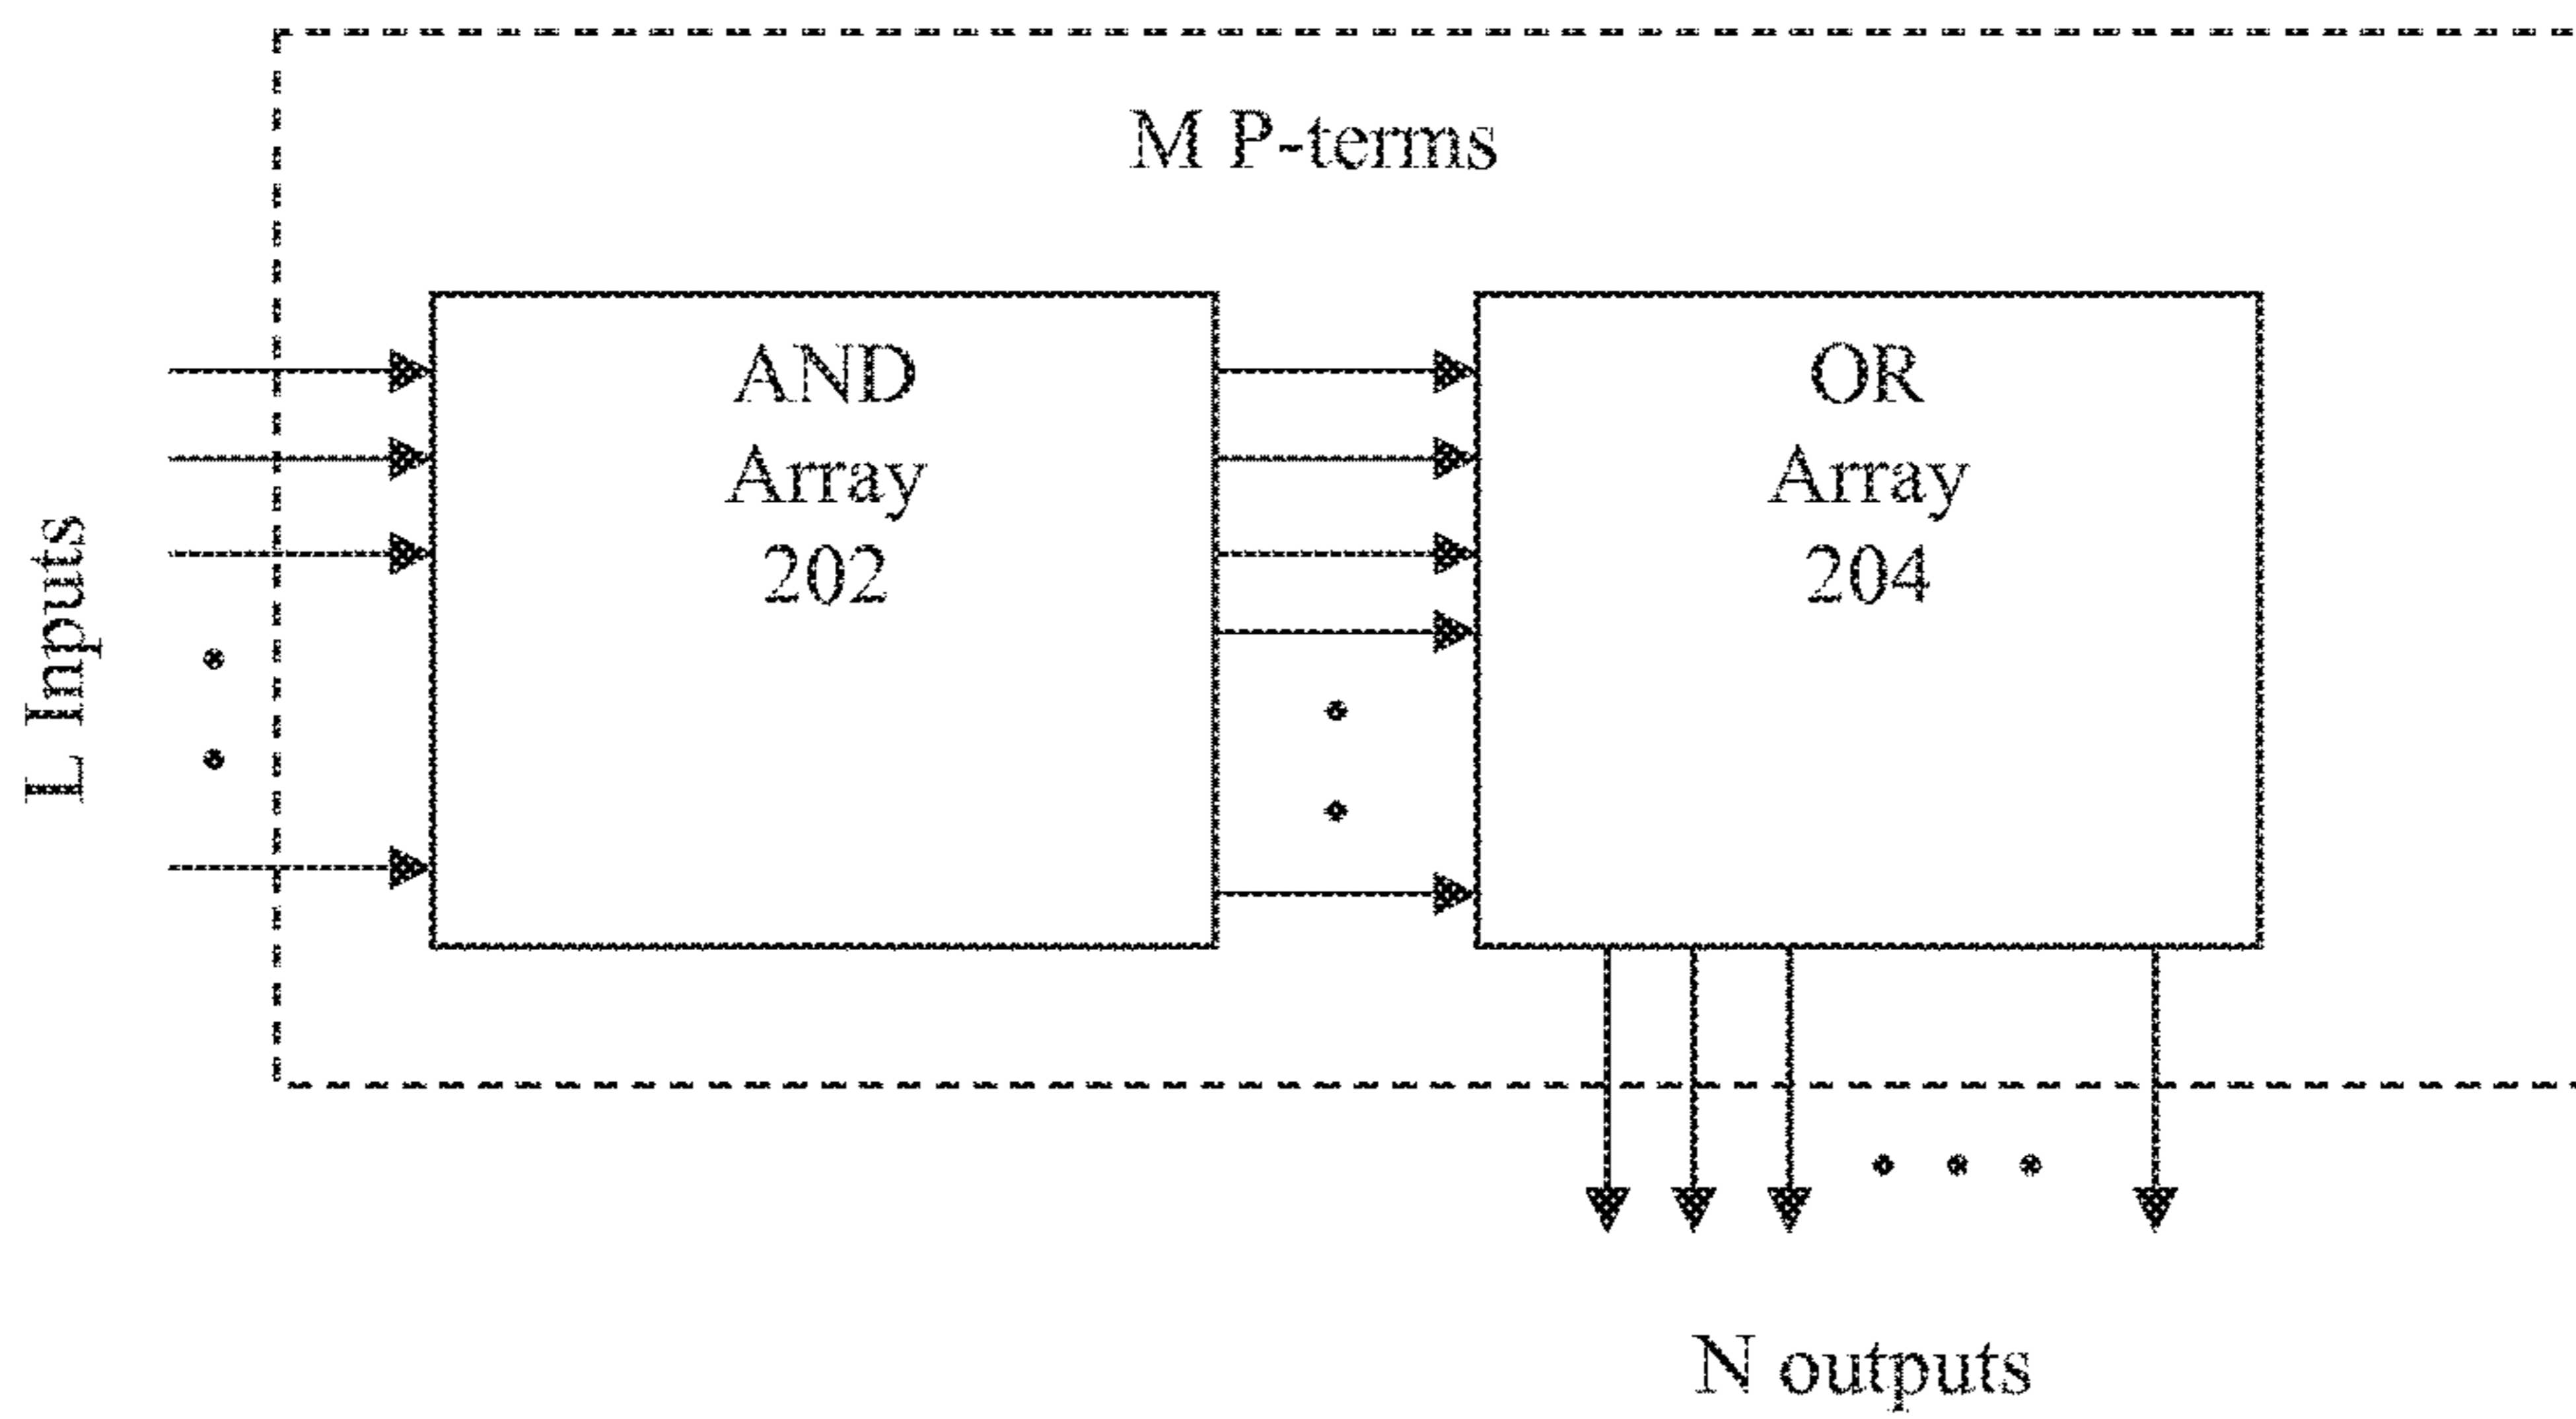 M P-terms
L Inputs
AND
Array
202
OR
Array
204
N outputs